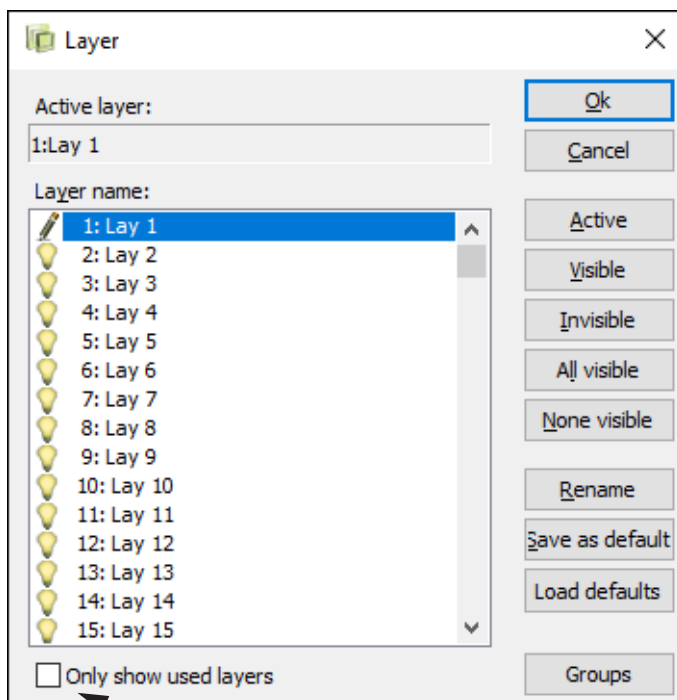 Layer
Active layer:
1:Lay 1
Layer name:
1: Lay 1
2: Lay 2
3: Lay 3
4: Lay 4
5: Lay 5
6: Lay 6
7: Lay 7
8: Lay 8
9: Lay 9
10: Lay 10
11: Lay 11
12: Lay 12
13: Lay 13
14: Lay 14
15: Lay 15
Only show used layers
Ok
Cancel
Active
Visible
Invisible
All visible
None visible
Rename
Save as default
Load defaults
Groups